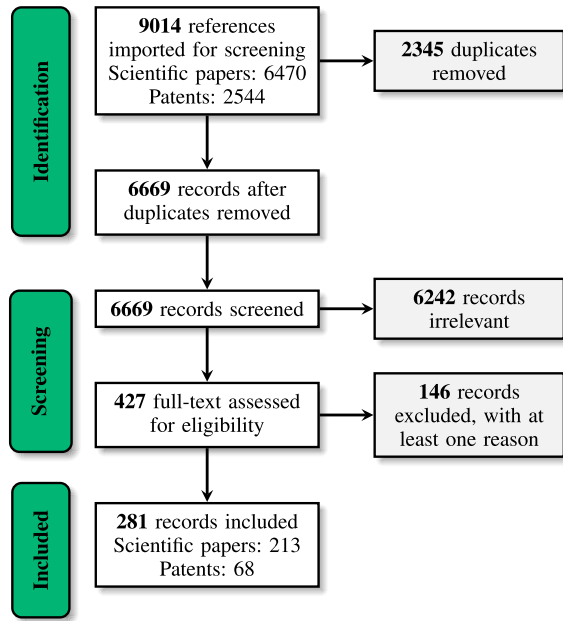 Identification
9014 references
imported for screening
Scientific papers: 6470
Patents: 2544
2345 duplicates
removed
6669 records after
duplicates removed
Screening
6669 records screened
6242 records
irrelevant
427 full-text assessed
for eligibility
146 records
excluded, with at
least one reason
Included
281 records included
Scientific papers: 213
Patents: 68